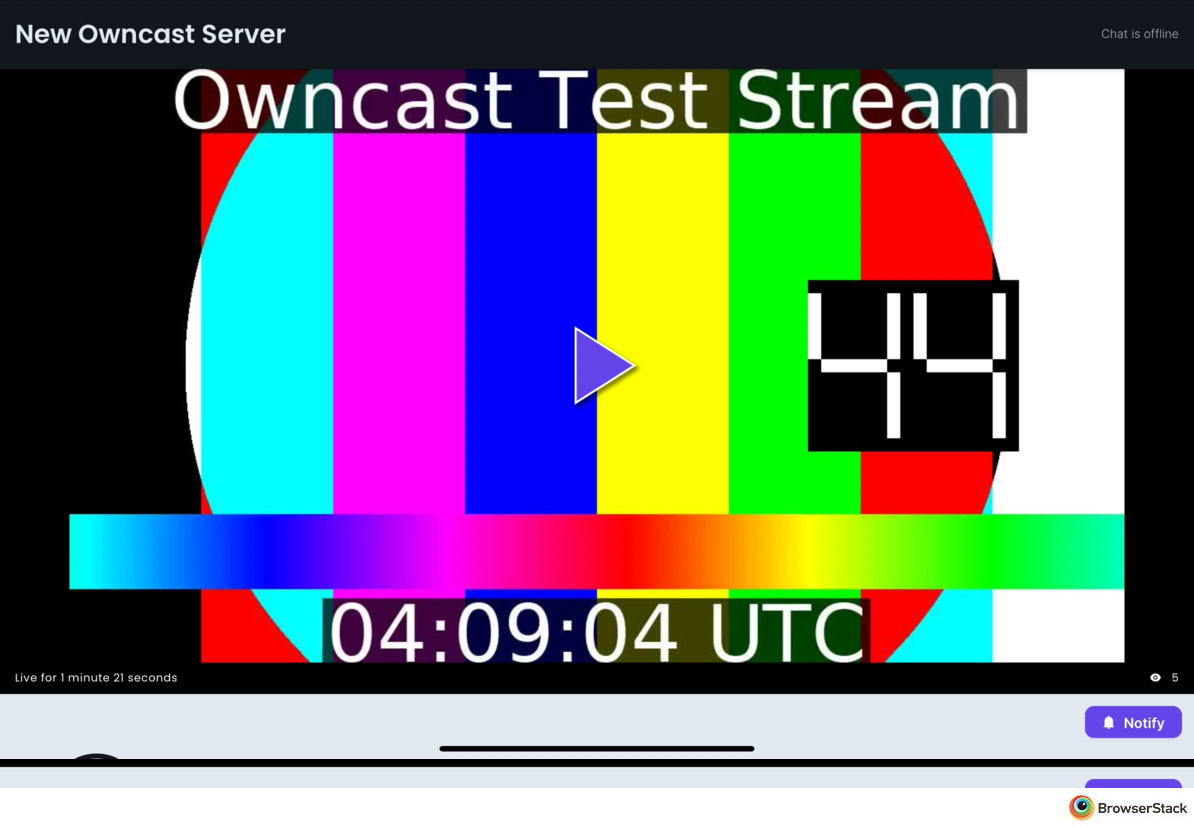 New Owncast Server
Chat is offline
Owncast Test Stream
44
04:09:04 UTC
Live for 1 minute 21 seconds
5
Notify
BrowserStack